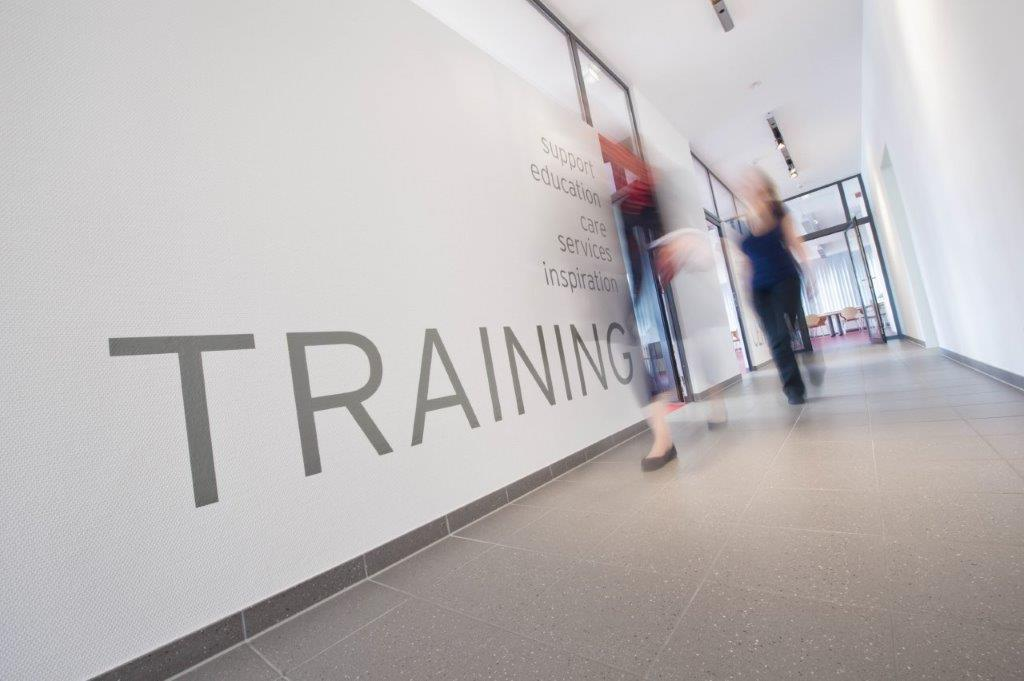 support
education
care
services
inspiration
TRAINING